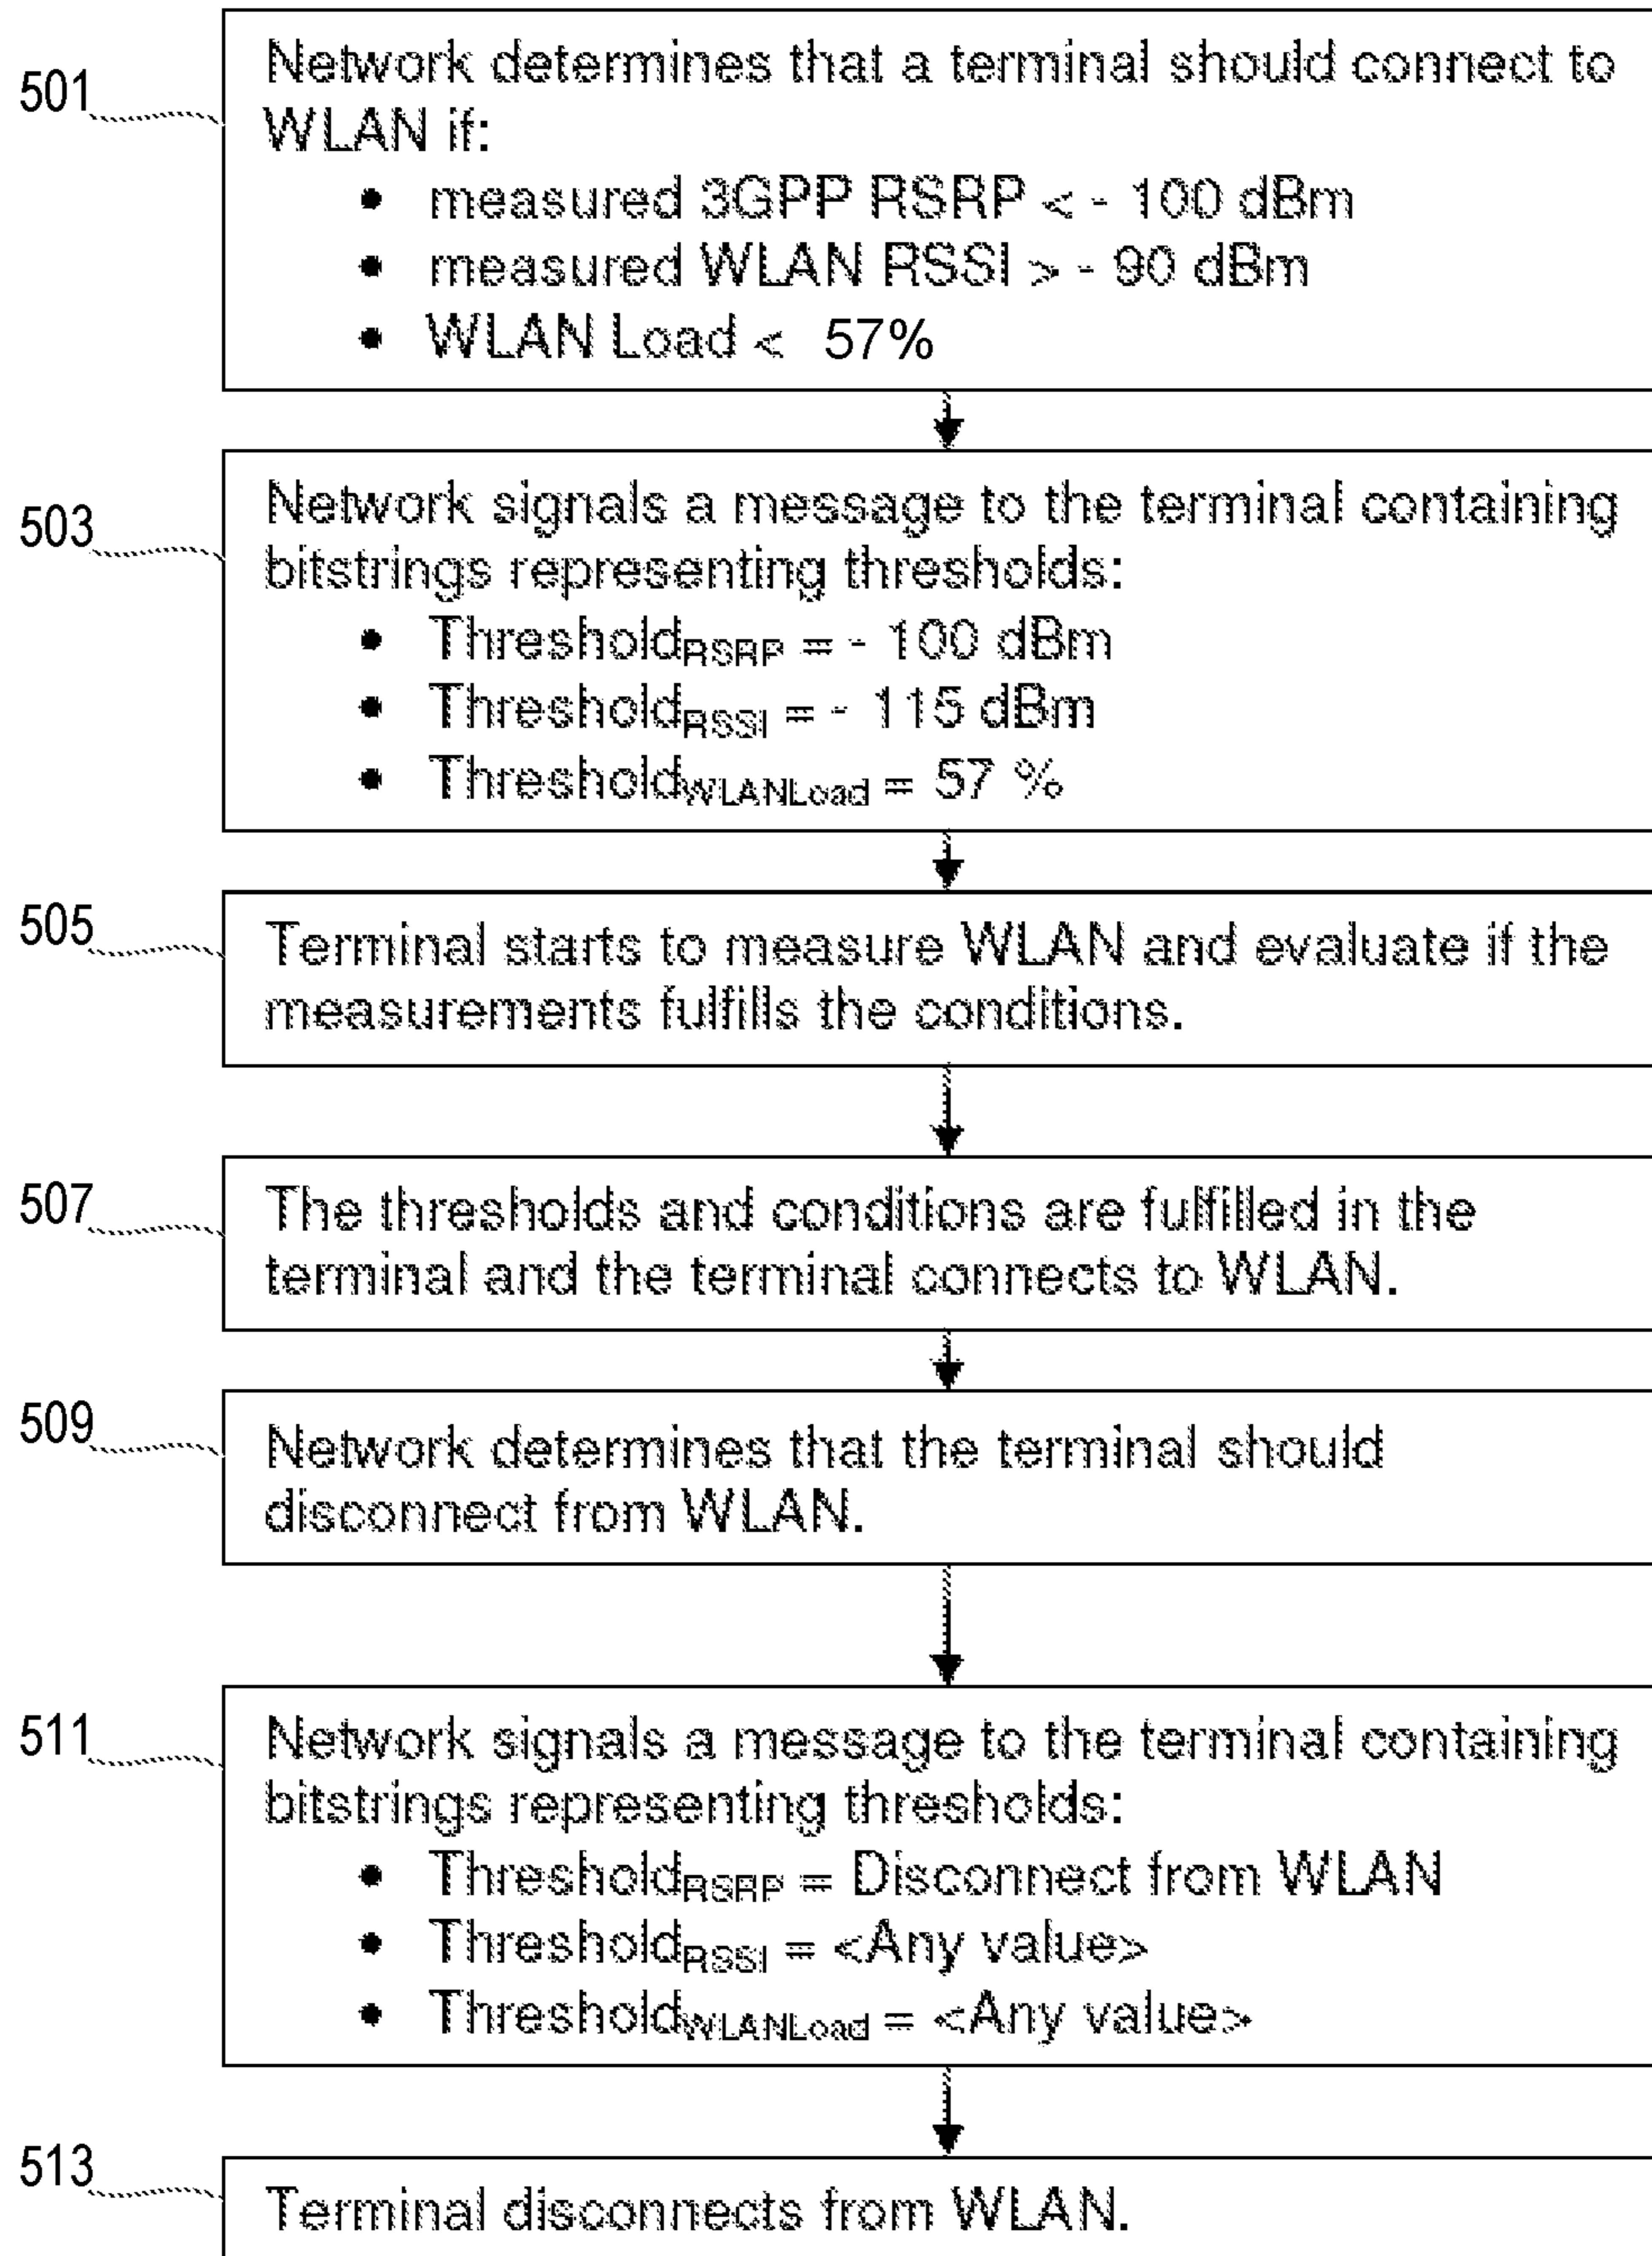 501
Network determines that a terminal should connect to
WLAN if:
• measured 3GPP RSRP < - 100 dBm
• measured WLAN RSSI > - 90 dBm
• WLAN Load < 57%
503
Network signals a message to the terminal containing
bitstrings representing thresholds:
• ThresholdRSRP = - 100 dBm
• ThresholdRSSI = - 115 dBm
• ThresholdWLANLoad = 57 %
505
Terminal starts to measure WLAN and evaluate if the
measurements fulfills the conditions.
507
The thresholds and conditions are fulfilled in the
terminal and the terminal connects to WLAN.
509
Network determines that the terminal should
disconnect from WLAN.
511
Network signals a message to the terminal containing
bitstrings representing thresholds:
• ThresholdRSRP = Disconnect from WLAN
• ThresholdRSSI = <Any value>
• ThresholdWLANLoad = <Any value>
513
Terminal disconnects from WLAN.